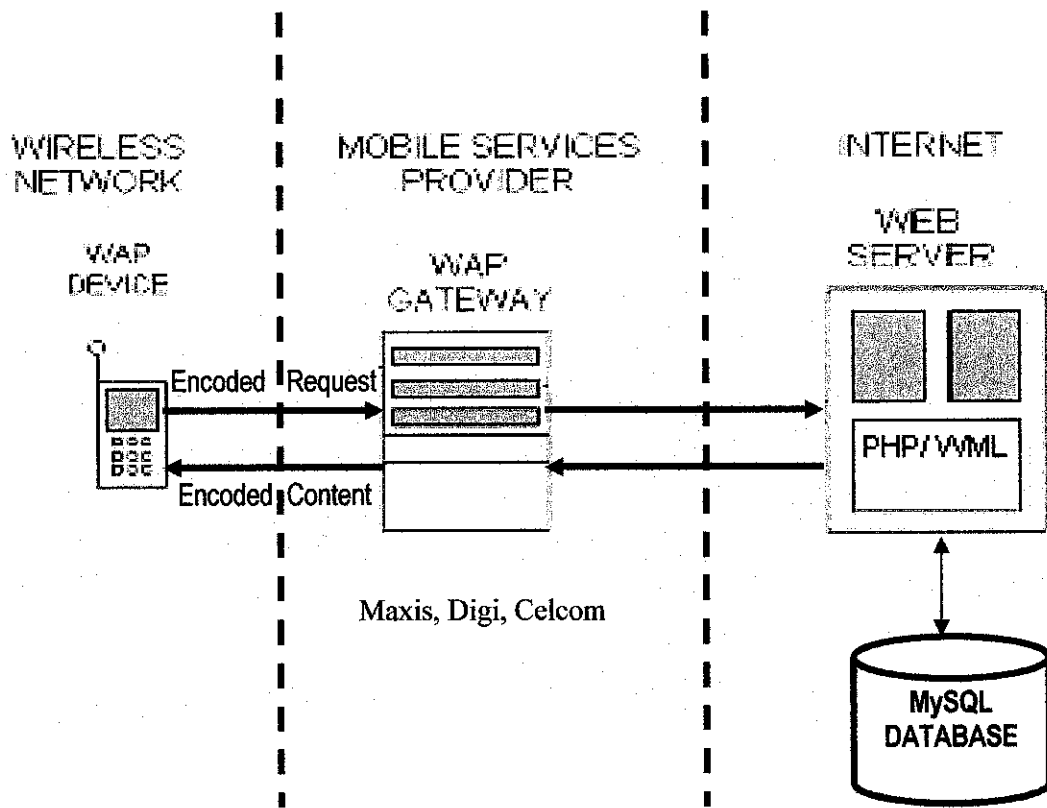 WIRELESS
NETWORK
MOBILE SERVICES
PROVIDER
INTERNET
WAP
DEVICE
WAP
GATEWAY
WEB
SERVER
Encoded Request
Encoded Content
PHP/ WML
Maxis, Digi, Celcom
MySQL
DATABASE